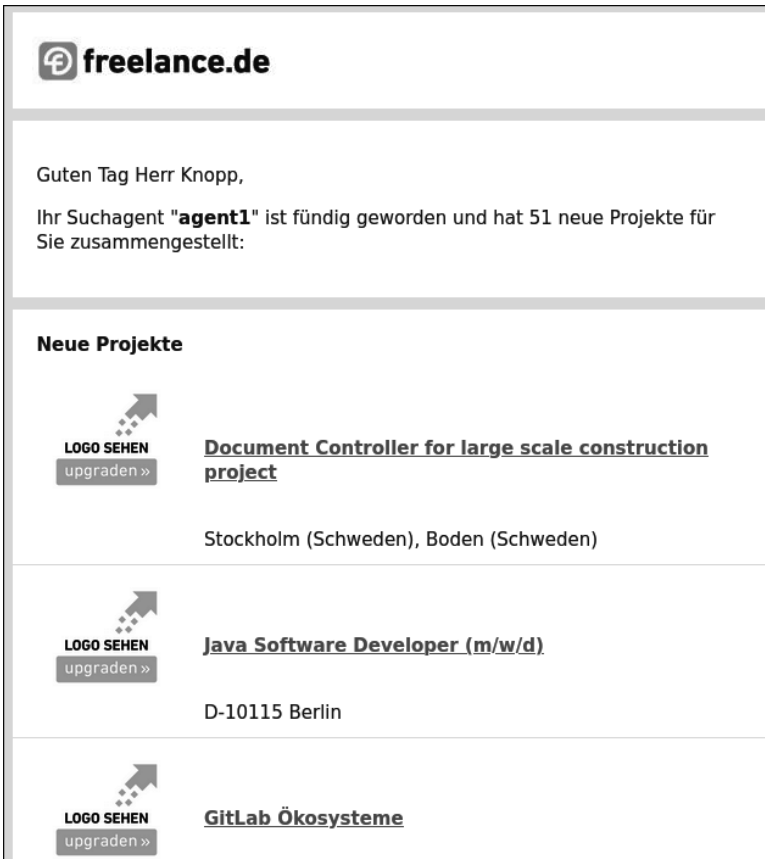 freelance.de
Guten Tag Herr Knopp,
Ihr Suchagent "agent1" ist fündig geworden und hat 51 neue Projekte für
Sie zusammengestellt:
Neue Projekte
LOGO SEHEN
upgraden »
Document Controller for large scale construction
project
Stockholm (Schweden), Boden (Schweden)
LOGO SEHEN
upgraden »
Java Software Developer (m/w/d)
D-10115 Berlin
LOGO SEHEN
upgraden »
GitLab Ökosysteme